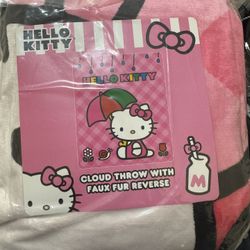 HELLO
KITTY
HELLO KITTY
CLOUD THROW WITH
FAUX FUR REVERSE
M